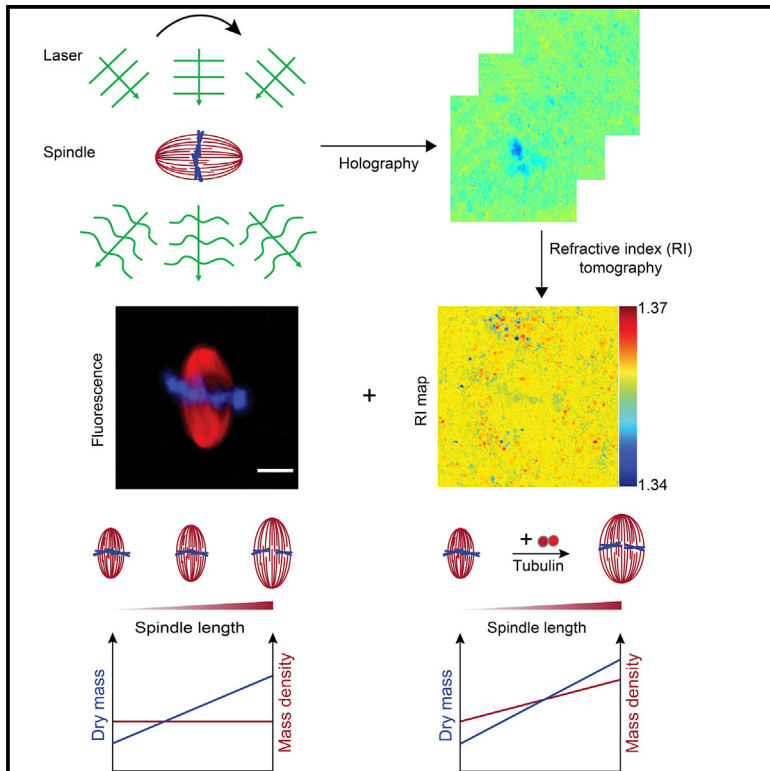 Laser
Spindle
Holography
Refractive index (RI)
tomography
Fluorescence
+
RI map
1.37
1.34
+
Tubulin
Spindle length
Spindle length
Dry mass
Mass density
Dry mass
Mass density